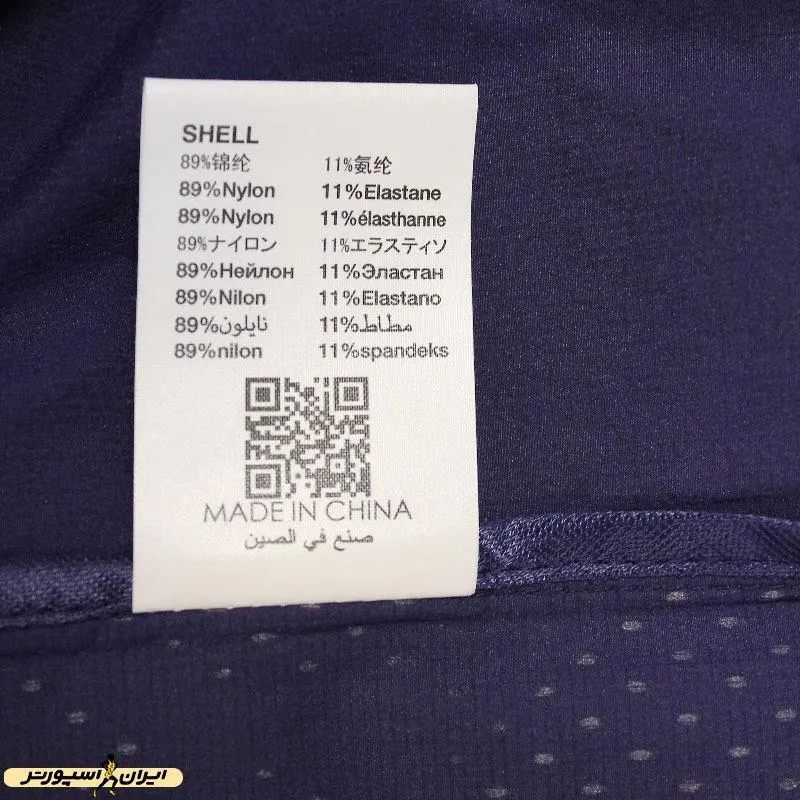 SHELL
89%锦纶 11%氨纶
89%Nylon 11%Elastane
89%Nylon 11%élasthanne
89%ナイロン 11%エラスティソ
89%Нейлон 11%Эластан
89%Nilon 11%Elastano
89%نايلون 11%مطاط
89%nilon 11%spandeks
MADE IN CHINA
صنع في الصين
ایران اسپورتر